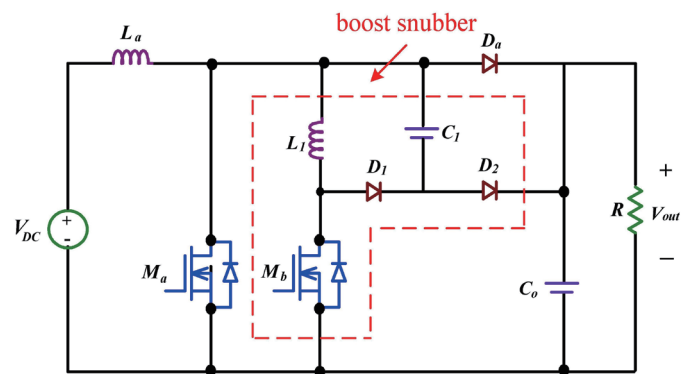 boost snubber
La
Da
L1
C1
D1
D2
VDC
+
-
Ma
Mb
Co
R
+
Vout
−